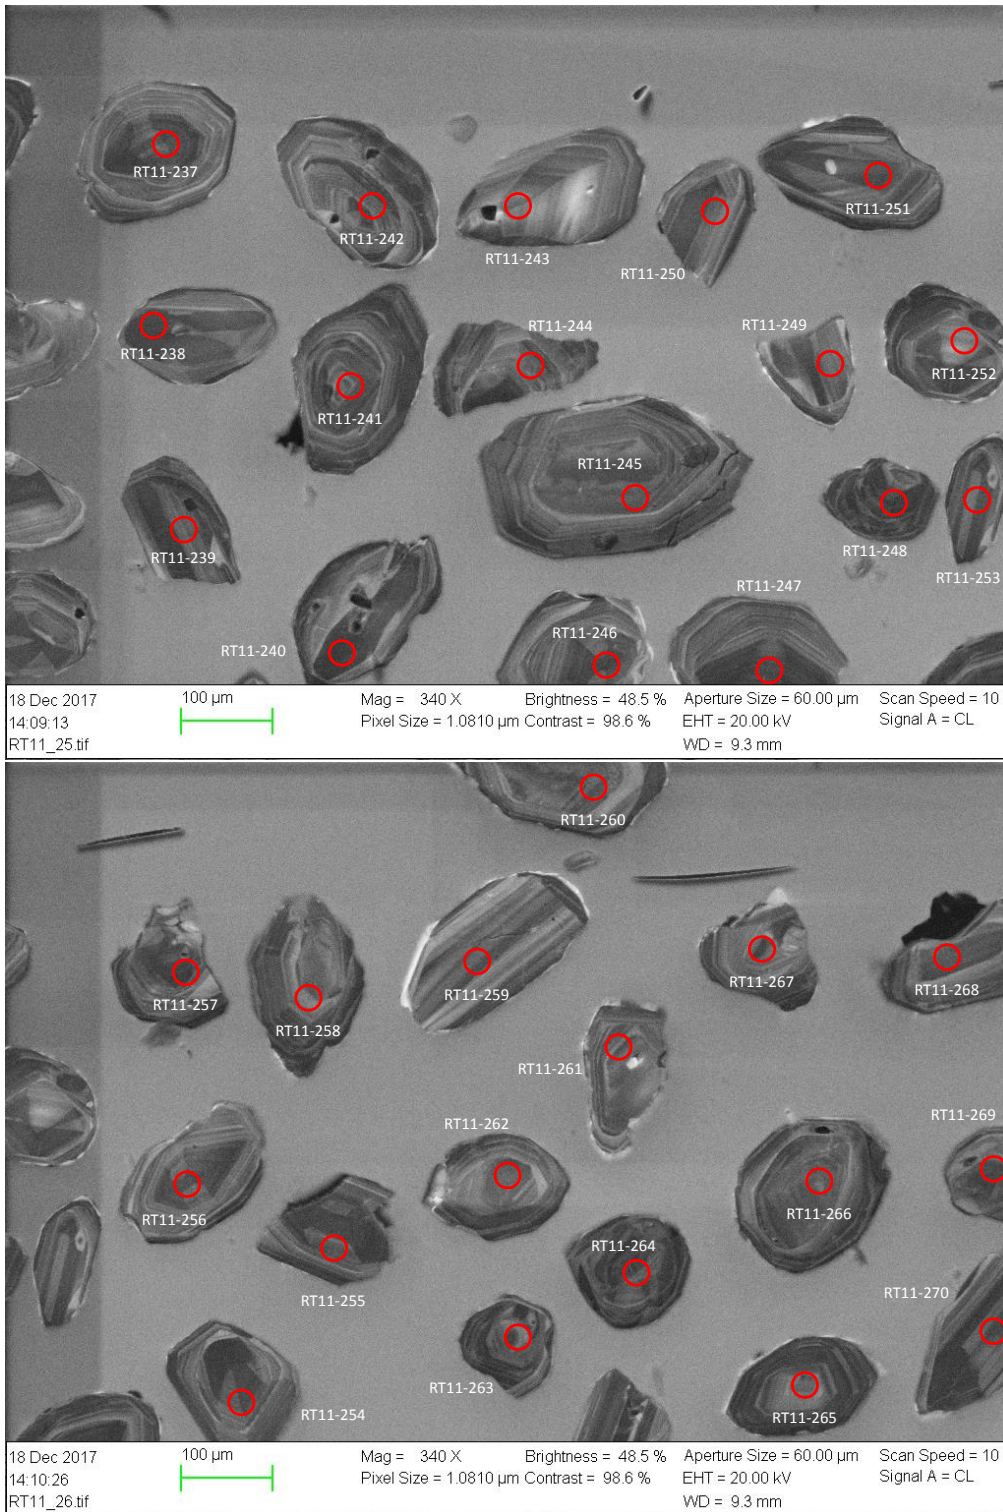 RT11-237
RT11-242
RT11-243
RT11-250
RT11-251
RT11-238
RT11-241
RT11-244
RT11-249
RT11-252
RT11-245
RT11-239
RT11-248
RT11-253
RT11-240
RT11-246
RT11-247
18 Dec 2017
14:09:13
RT11_25.tif
100 µm
Mag = 340 X
Pixel Size = 1.0810 µm
Brightness = 48.5 %
Contrast = 98.6 %
Aperture Size = 60.00 µm
EHT = 20.00 kV
WD = 9.3 mm
Scan Speed = 10
Signal A = CL
RT11-260
RT11-257
RT11-258
RT11-259
RT11-267
RT11-268
RT11-261
RT11-262
RT11-269
RT11-256
RT11-266
RT11-255
RT11-264
RT11-270
RT11-263
RT11-254
RT11-265
18 Dec 2017
14:10:26
RT11_26.tif
100 µm
Mag = 340 X
Pixel Size = 1.0810 µm
Brightness = 48.5 %
Contrast = 98.6 %
Aperture Size = 60.00 µm
EHT = 20.00 kV
WD = 9.3 mm
Scan Speed = 10
Signal A = CL